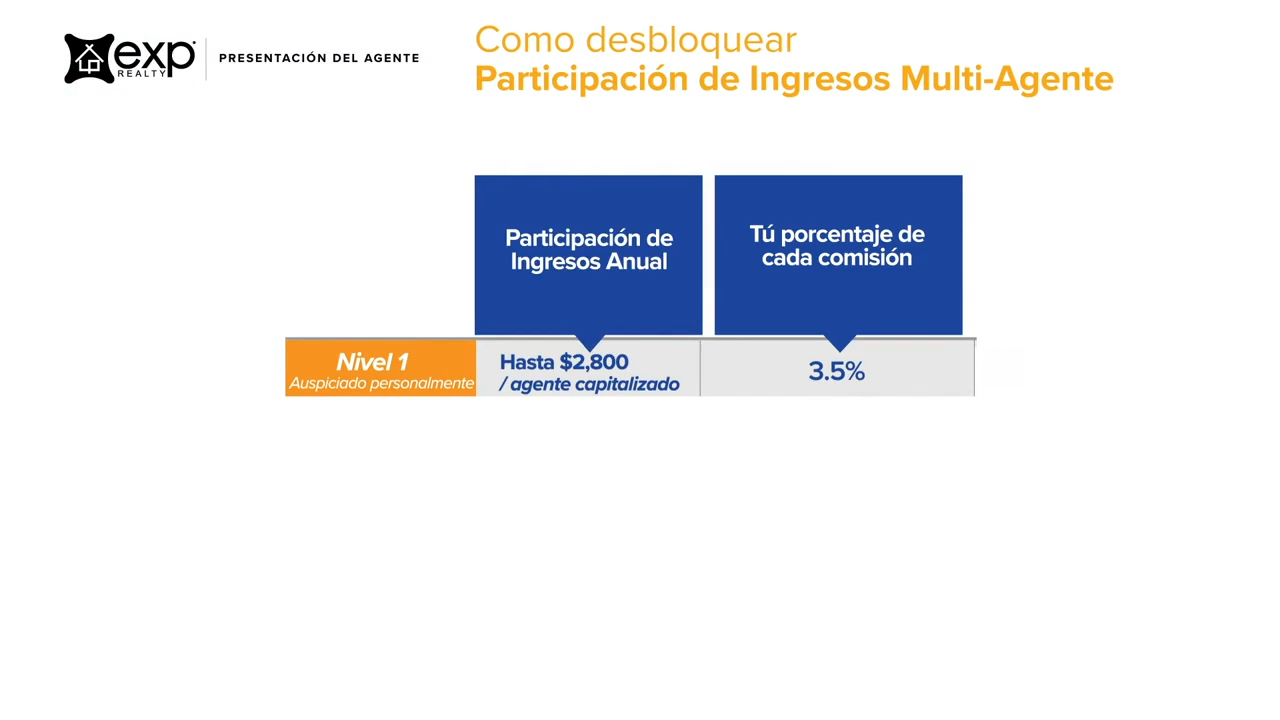 exp
REALTY
PRESENTACIÓN DEL AGENTE
Como desbloquear
Participación de Ingresos Multi-Agente
Participación de
Ingresos Anual
Tú porcentaje de
cada comisión
Nivel 1
Auspiciado personalmente
Hasta $2,800
/ agente capitalizado
3.5%